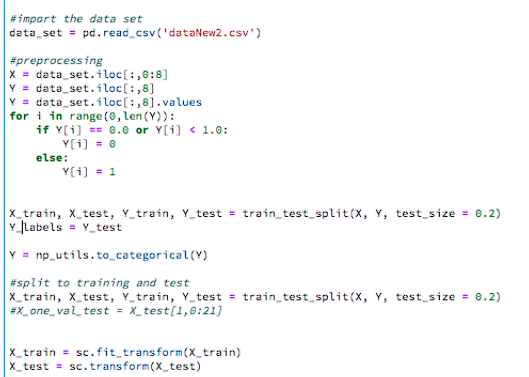 #import the data set
data_set = pd.read_csv('dataNew2.csv')
#preprocessing
X = data_set.iloc[:,0:8]
Y = data_set.iloc[:,8]
Y = data_set.iloc[:,8].values
for i in range(0,len(Y)):
if Y[i] == 0.0 or Y[i] < 1.0:
Y[i] = 0
else:
Y[i] = 1
X_train, X_test, Y_train, Y_test = train_test_split(X, Y, test_size = 0.2)
Y_labels = Y_test
Y = np_utils.to_categorical(Y)
#split to training and test
X_train, X_test, Y_train, Y_test = train_test_split(X, Y, test_size = 0.2)
#X_one_val_test = X_test[1,0:21]
X_train = sc.fit_transform(X_train)
X_test = sc.transform(X_test)